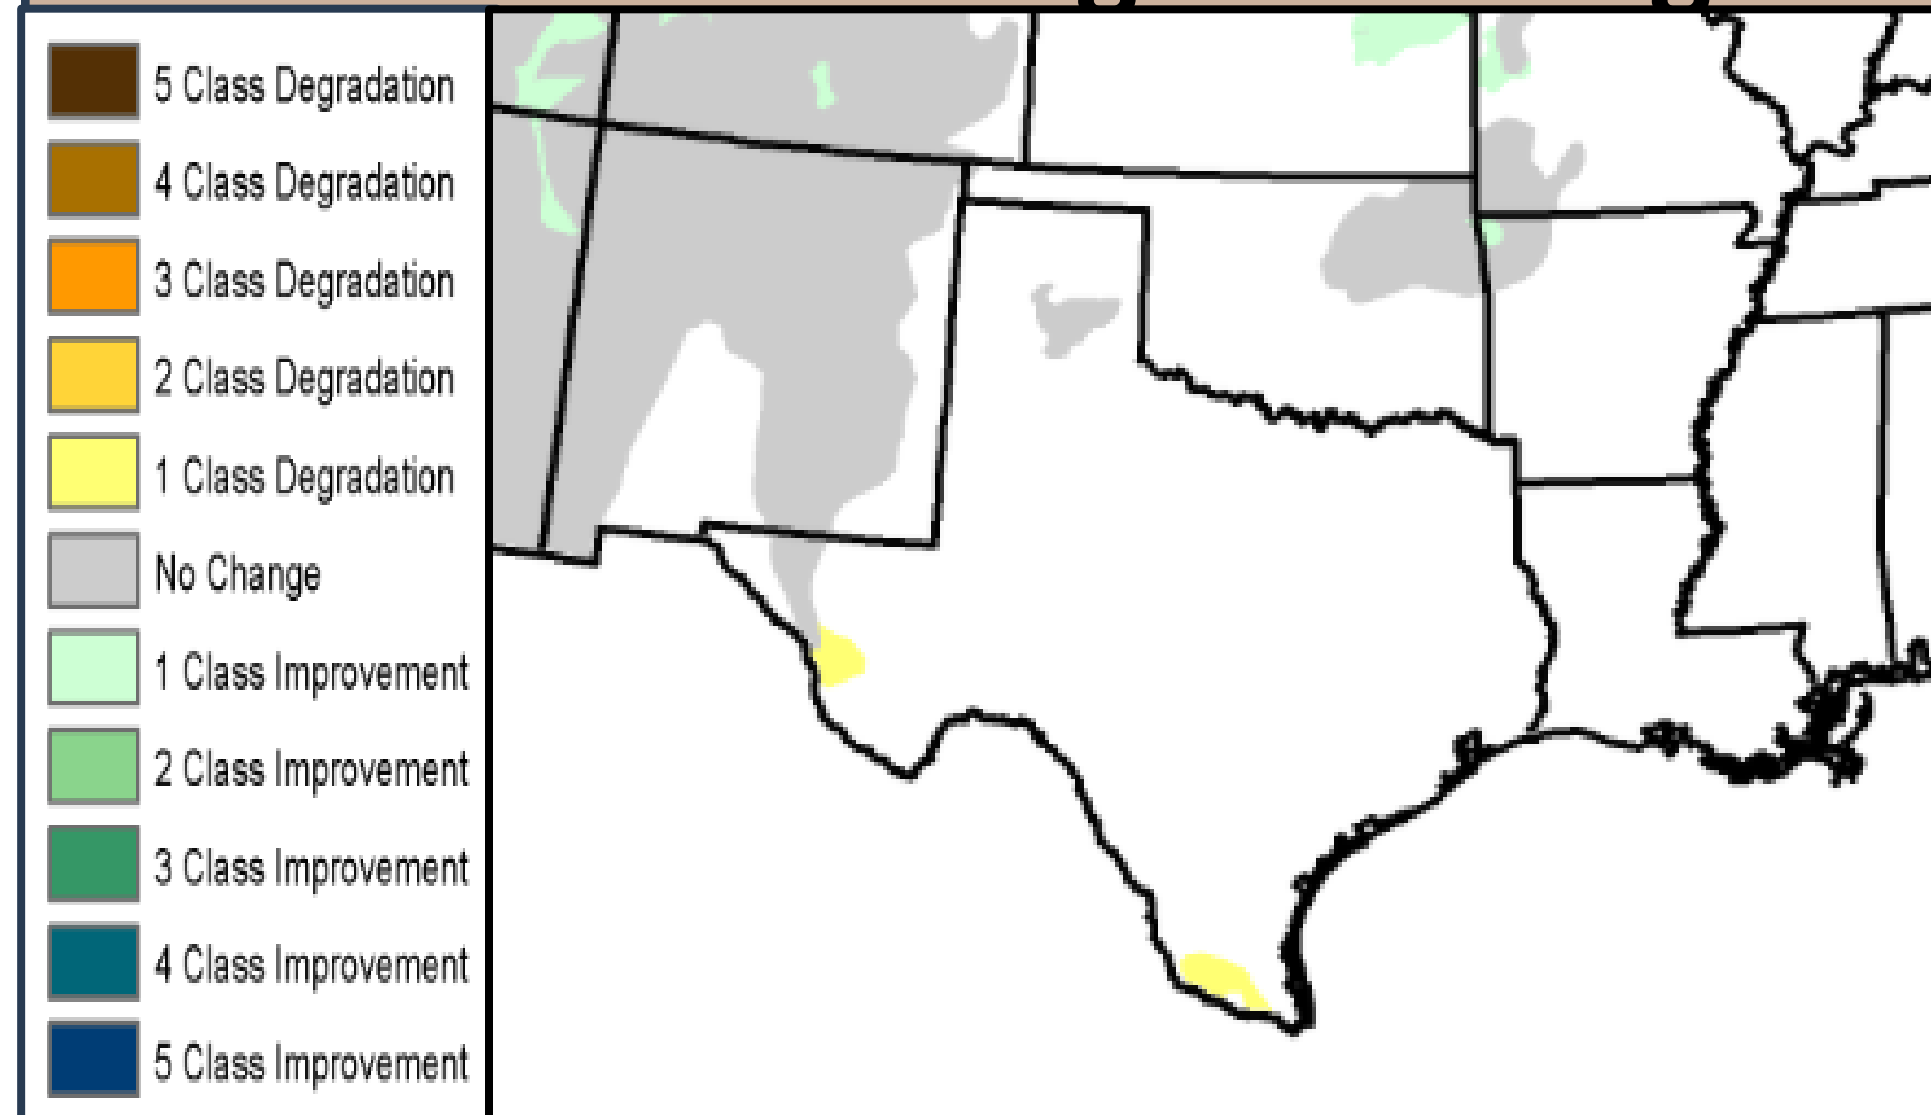 5 Class Degradation
4 Class Degradation
3 Class Degradation
2 Class Degradation
1 Class Degradation
No Change
1 Class Improvement
2 Class Improvement
3 Class Improvement
4 Class Improvement
5 Class Improvement